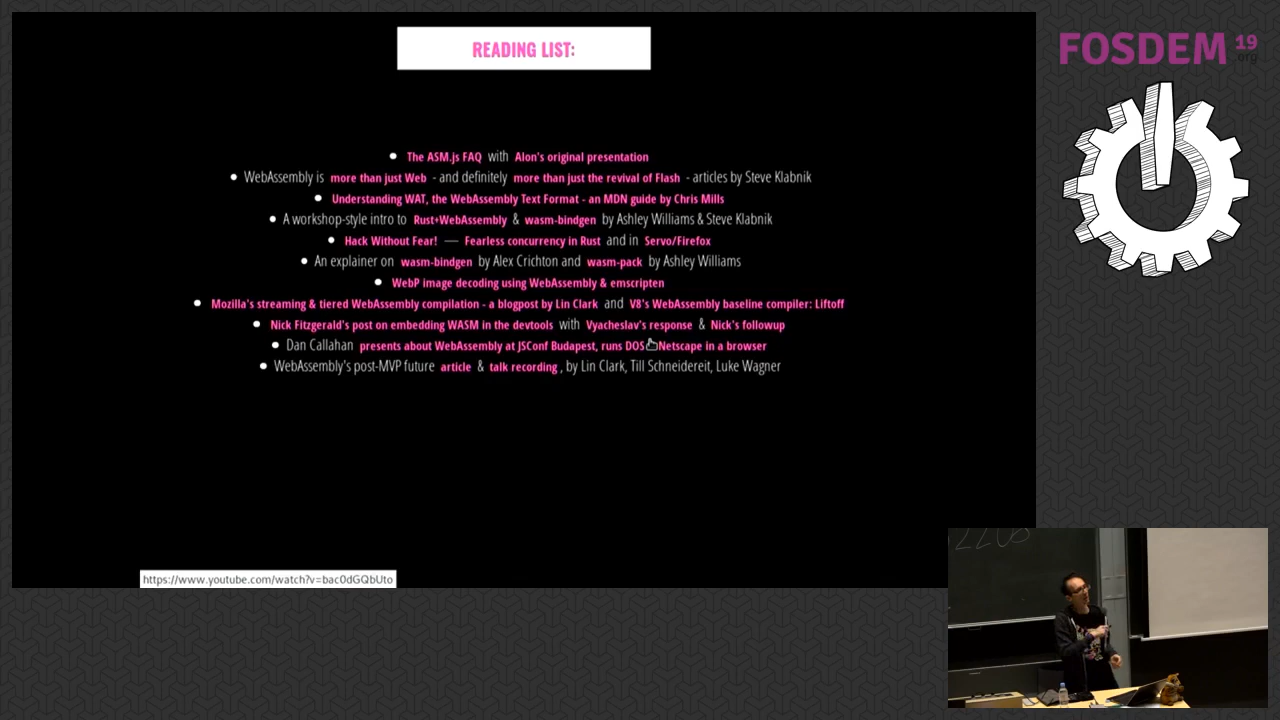 READING LIST:
FOSDEM 19
.org
The ASM.js FAQ with Alon's original presentation
WebAssembly is more than just Web - and definitely more than just the revival of Flash - articles by Steve Klabnik
Understanding WAT, the WebAssembly Text Format - an MDN guide by Chris Mills
A workshop-style intro to Rust+WebAssembly & wasm-bindgen by Ashley Williams & Steve Klabnik
Hack Without Fear! — Fearless concurrency in Rust and in Servo/Firefox
An explainer on wasm-bindgen by Alex Crichton and wasm-pack by Ashley Williams
WebP image decoding using WebAssembly & emscripten
Mozilla's streaming & tiered WebAssembly compilation - a blogpost by Lin Clark and V8's WebAssembly baseline compiler: Liftoff
Nick Fitzgerald's post on embedding WASM in the devtools with Vyacheslav's response & Nick's followup
Dan Callahan presents about WebAssembly at JSConf Budapest, runs DOS Netscape in a browser
WebAssembly's post-MVP future article & talk recording , by Lin Clark, Till Schneidereit, Luke Wagner
https://www.youtube.com/watch?v=bac0dGQbUto